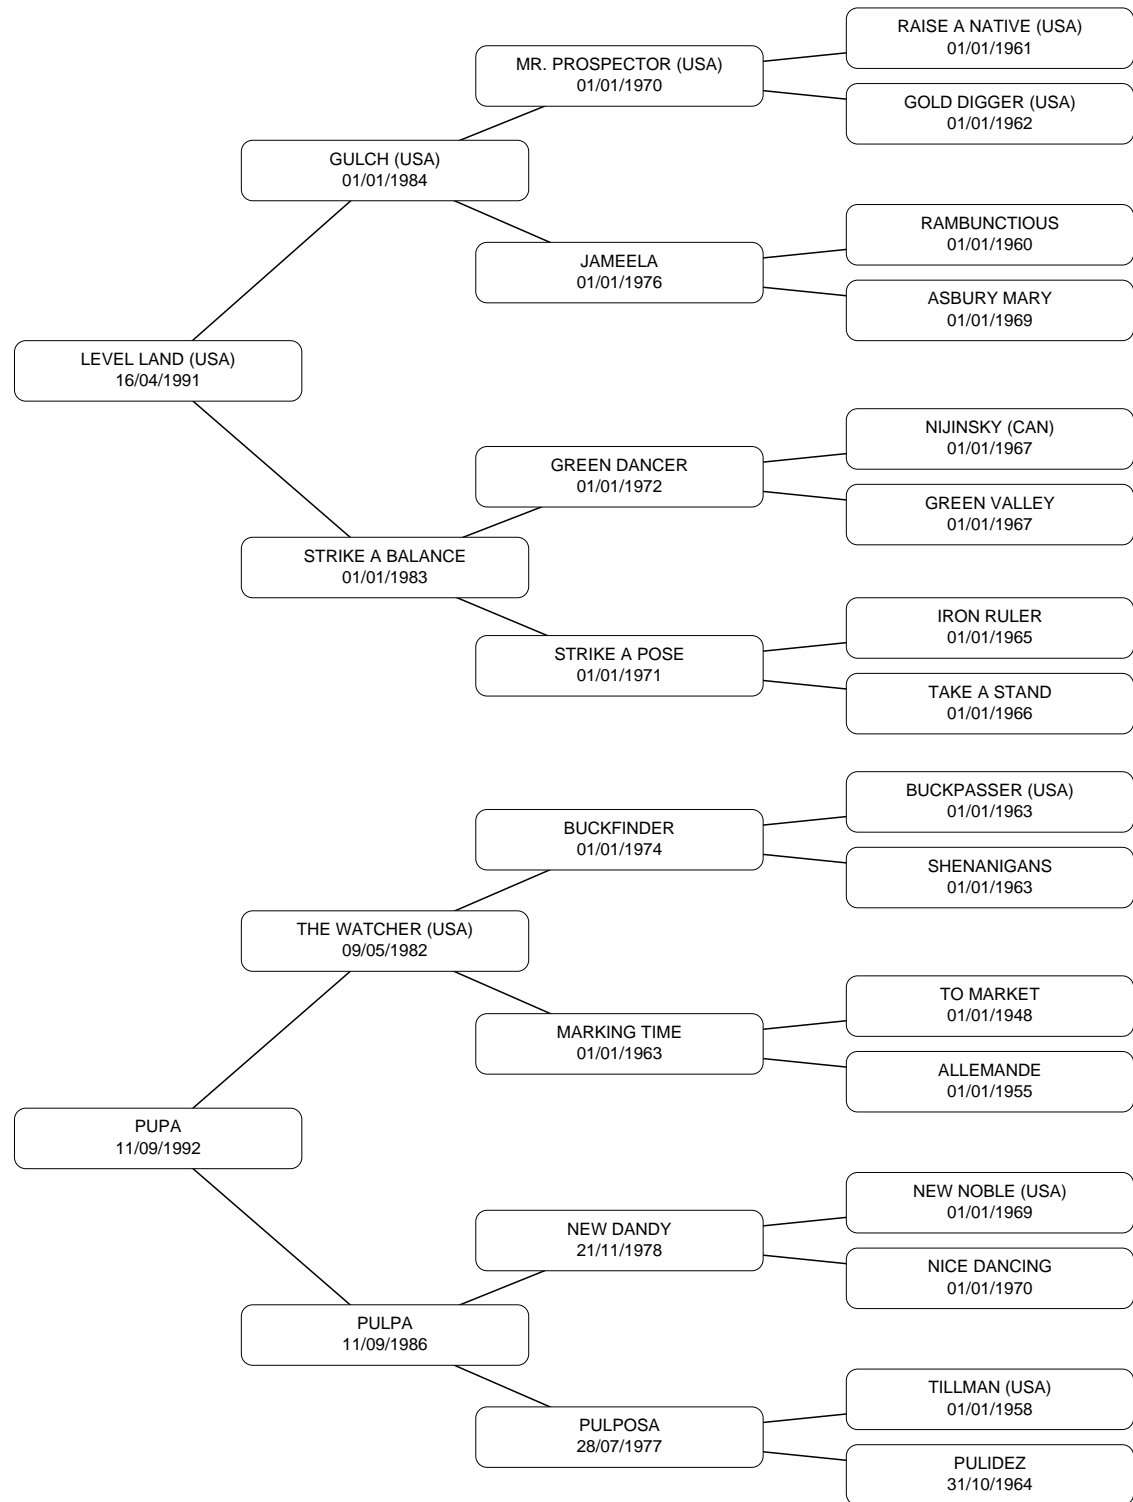 RAISE A NATIVE (USA)
01/01/1961
MR. PROSPECTOR (USA)
01/01/1970
GOLD DIGGER (USA)
01/01/1962
GULCH (USA)
01/01/1984
RAMBUNCTIOUS
01/01/1960
JAMEELA
01/01/1976
ASBURY MARY
01/01/1969
LEVEL LAND (USA)
16/04/1991
NIJINSKY (CAN)
01/01/1967
GREEN DANCER
01/01/1972
GREEN VALLEY
01/01/1967
STRIKE A BALANCE
01/01/1983
IRON RULER
01/01/1965
STRIKE A POSE
01/01/1971
TAKE A STAND
01/01/1966
BUCKPASSER (USA)
01/01/1963
BUCKFINDER
01/01/1974
SHENANIGANS
01/01/1963
THE WATCHER (USA)
09/05/1982
TO MARKET
01/01/1948
MARKING TIME
01/01/1963
ALLEMANDE
01/01/1955
PUPA
11/09/1992
NEW NOBLE (USA)
01/01/1969
NEW DANDY
21/11/1978
NICE DANCING
01/01/1970
PULPA
11/09/1986
TILLMAN (USA)
01/01/1958
PULPOSA
28/07/1977
PULIDEZ
31/10/1964